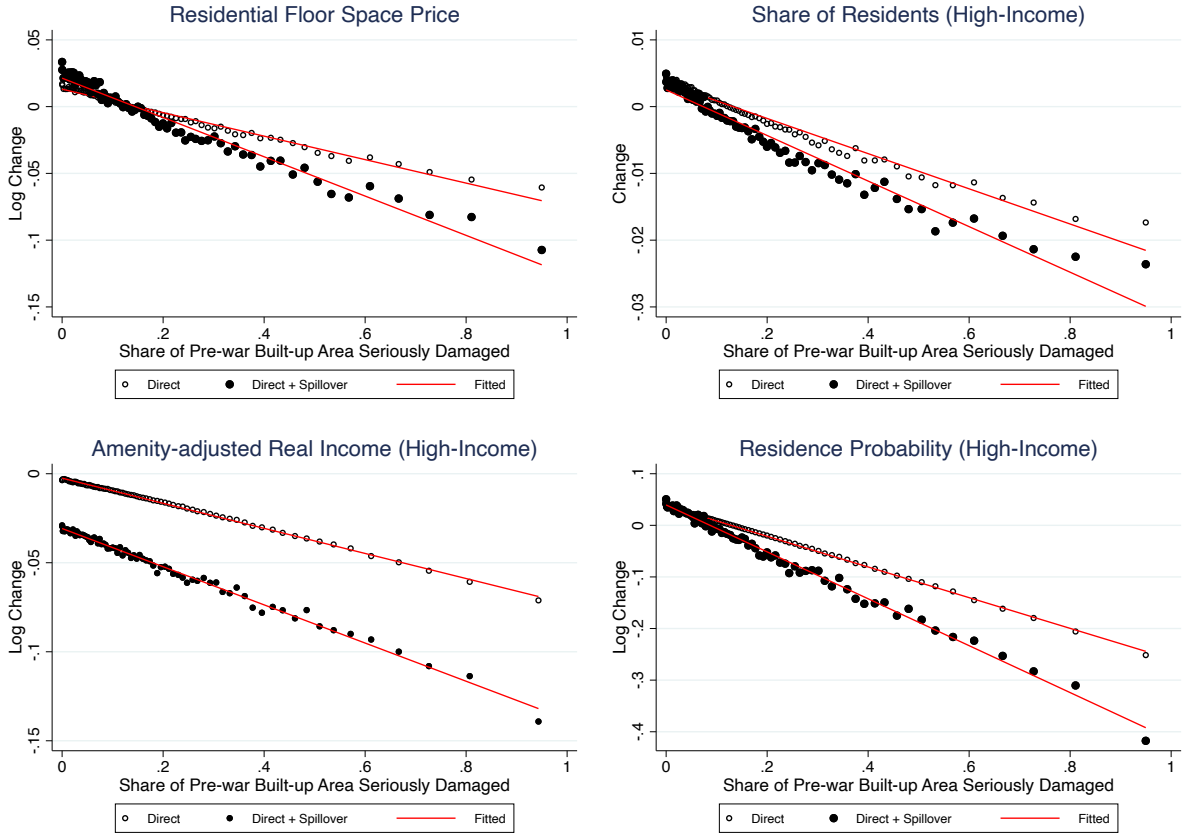 Residential Floor Space Price
.05
0
-.05
-.1
-.15
Log Change
0 .2 .4 .6 .8 1
Share of Pre-war Built-up Area Seriously Damaged
Direct Direct + Spillover Fitted
Share of Residents (High-Income)
.01
0
-.01
-.02
-.03
Change
0 .2 .4 .6 .8 1
Share of Pre-war Built-up Area Seriously Damaged
Direct Direct + Spillover Fitted
Amenity-adjusted Real Income (High-Income)
0
-.05
-.1
-.15
Log Change
0 .2 .4 .6 .8 1
Share of Pre-war Built-up Area Seriously Damaged
Direct Direct + Spillover Fitted
Residence Probability (High-Income)
.1
0
-.1
-.2
-.3
-.4
Log Change
0 .2 .4 .6 .8 1
Share of Pre-war Built-up Area Seriously Damaged
Direct Direct + Spillover Fitted